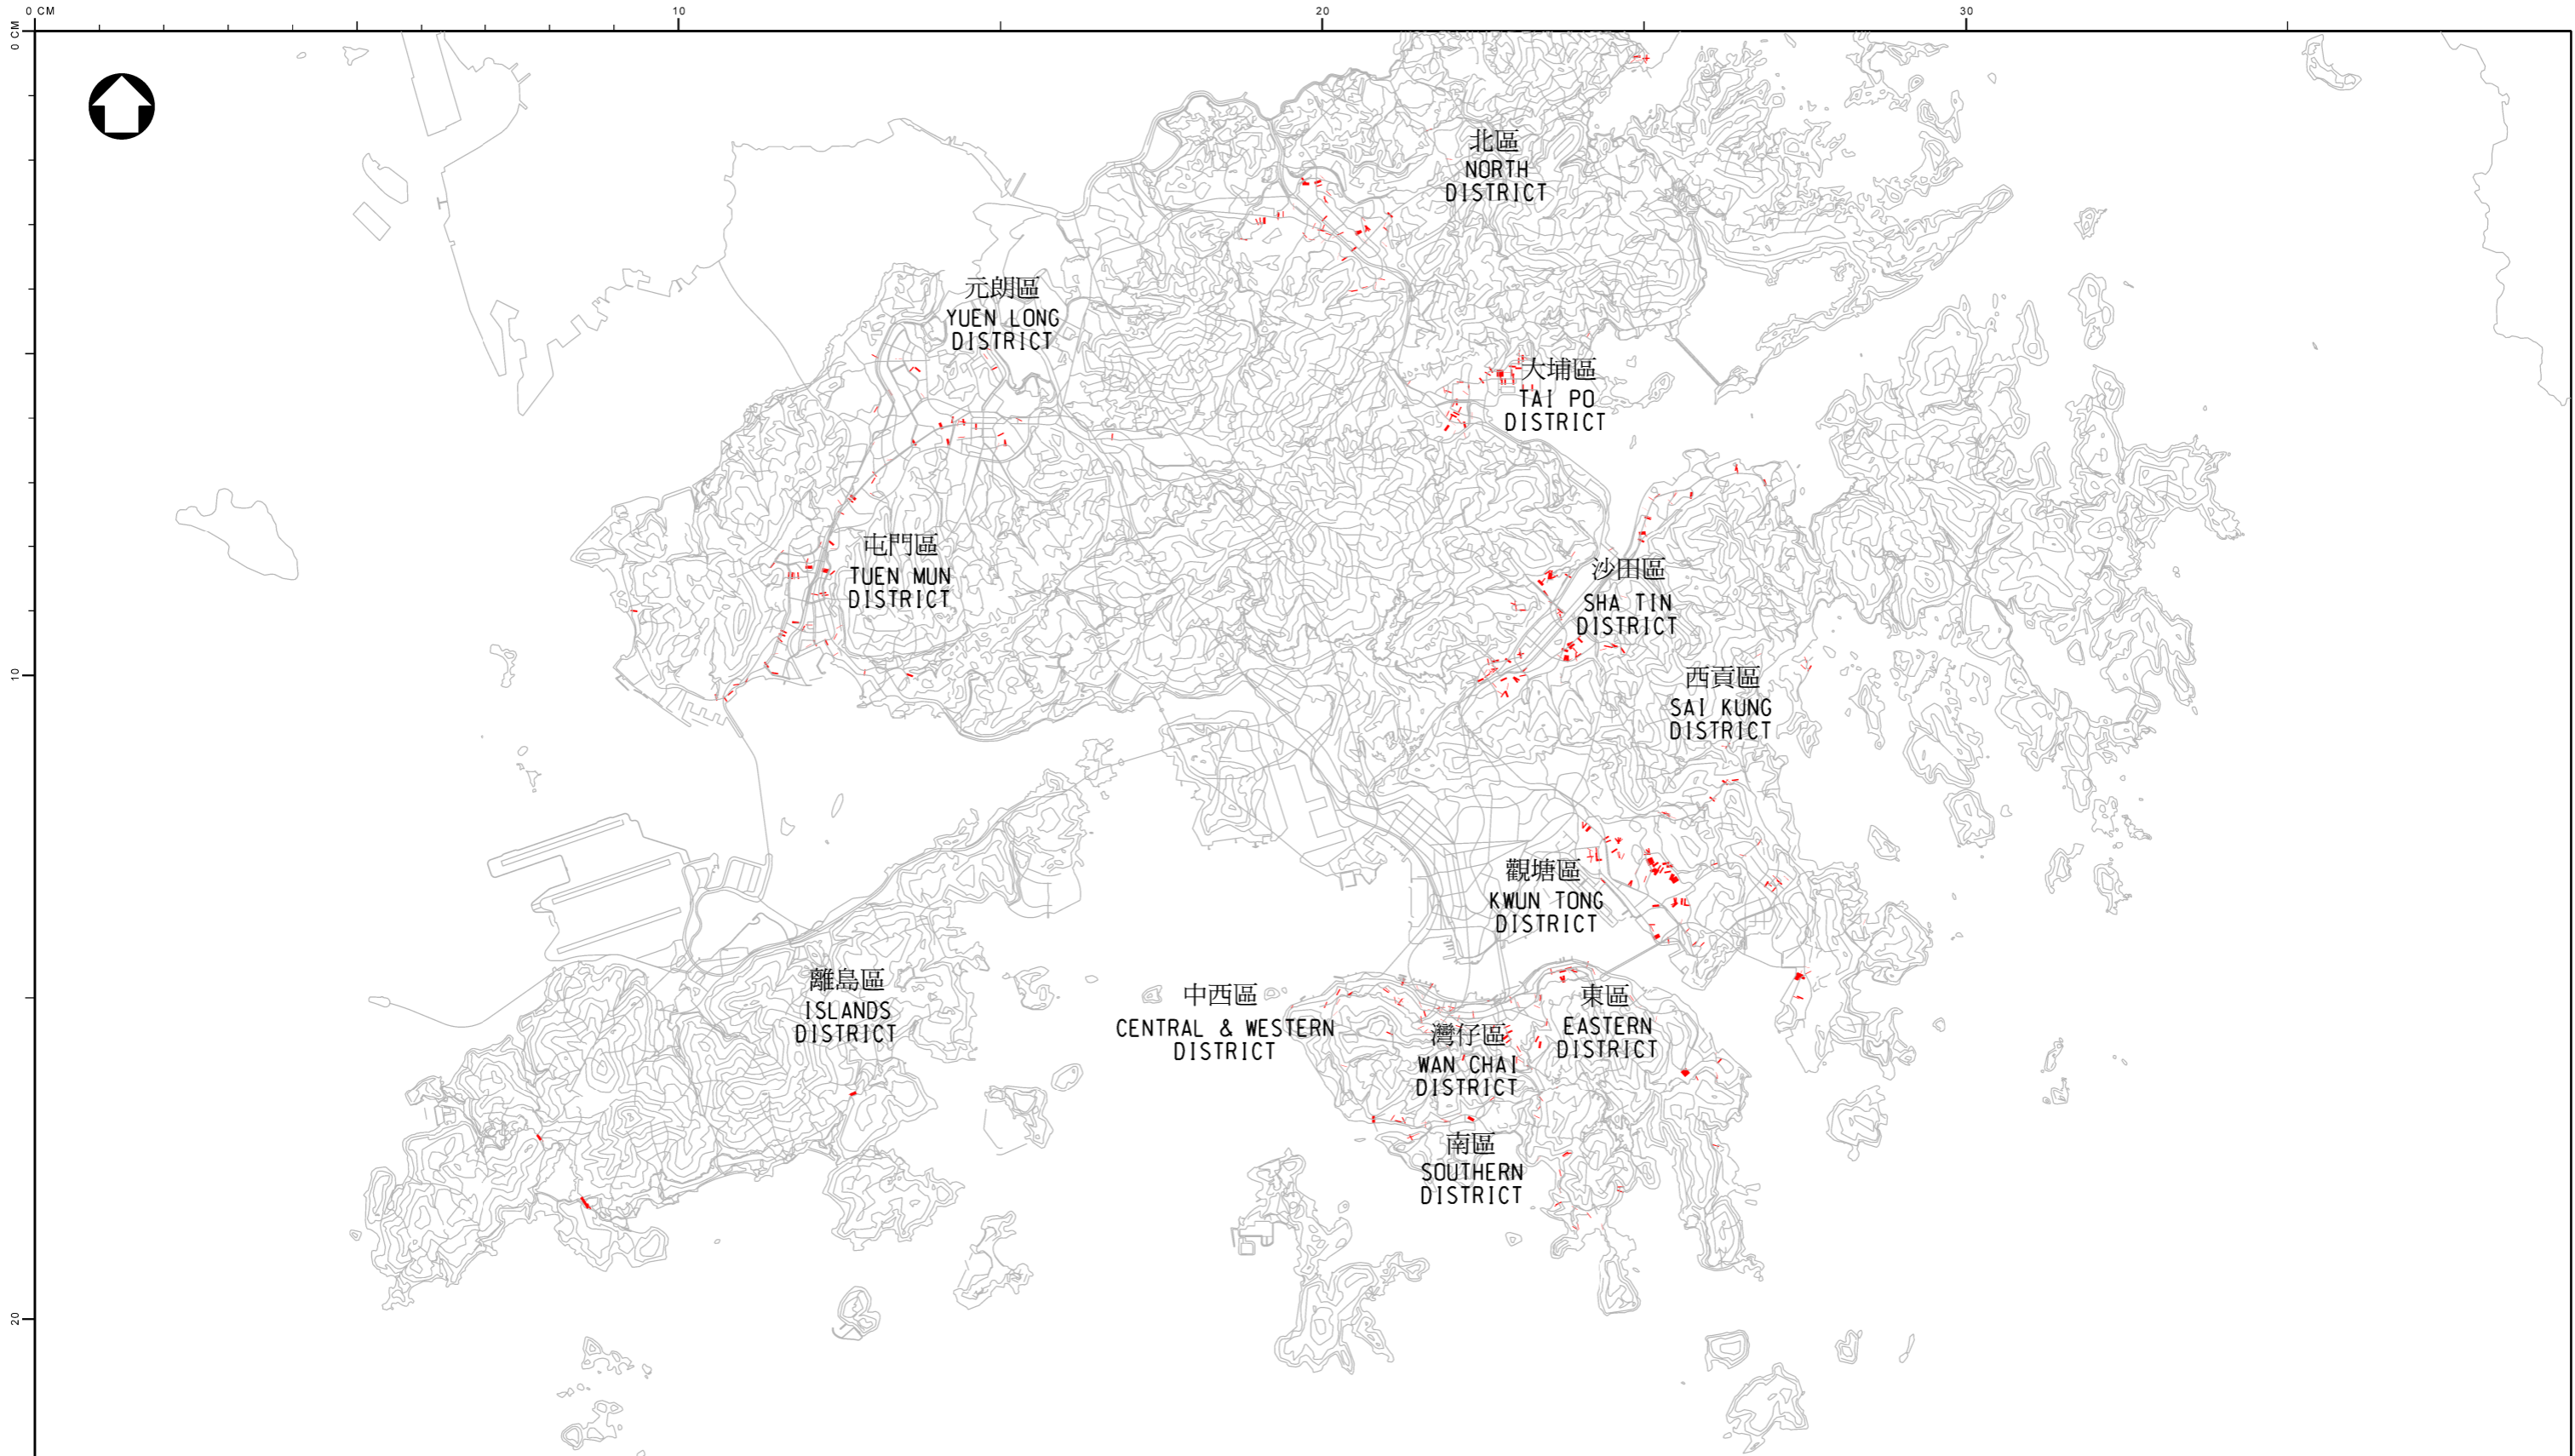 0 CM
10
20
30
0 CM
10
20
北區
NORTH
DISTRICT
元朗區
YUEN LONG
DISTRICT
大埔區
TAI PO
DISTRICT
屯門區
TUEN MUN
DISTRICT
沙田區
SHA TIN
DISTRICT
西貢區
SAI KUNG
DISTRICT
觀塘區
KWUN TONG
DISTRICT
離島區
ISLANDS
DISTRICT
中西區
CENTRAL & WESTERN
DISTRICT
東區
EASTERN
DISTRICT
灣仔區
WAN CHAI
DISTRICT
南區
SOUTHERN
DISTRICT